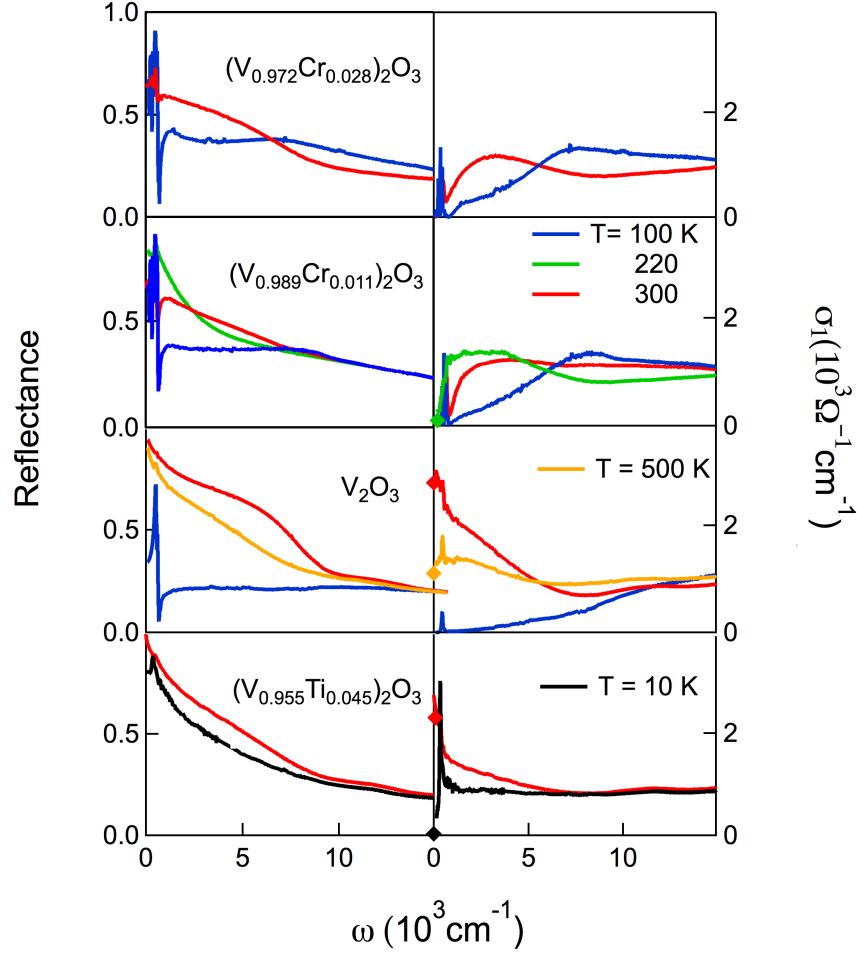 1.0
(V0.972Cr0.028)2O3
0.5
2
0.0
0
T= 100 K
220
300
(V0.989Cr0.011)2O3
0.5
2
0.0
0
T = 500 K
V2O3
0.5
2
0.0
0
T = 10 K
(V0.955Ti0.045)2O3
0.5
2
0.0
0
0
5
10
0
5
10
Reflectance
σ1(10³Ω⁻¹cm⁻¹)
ω (10³cm⁻¹)